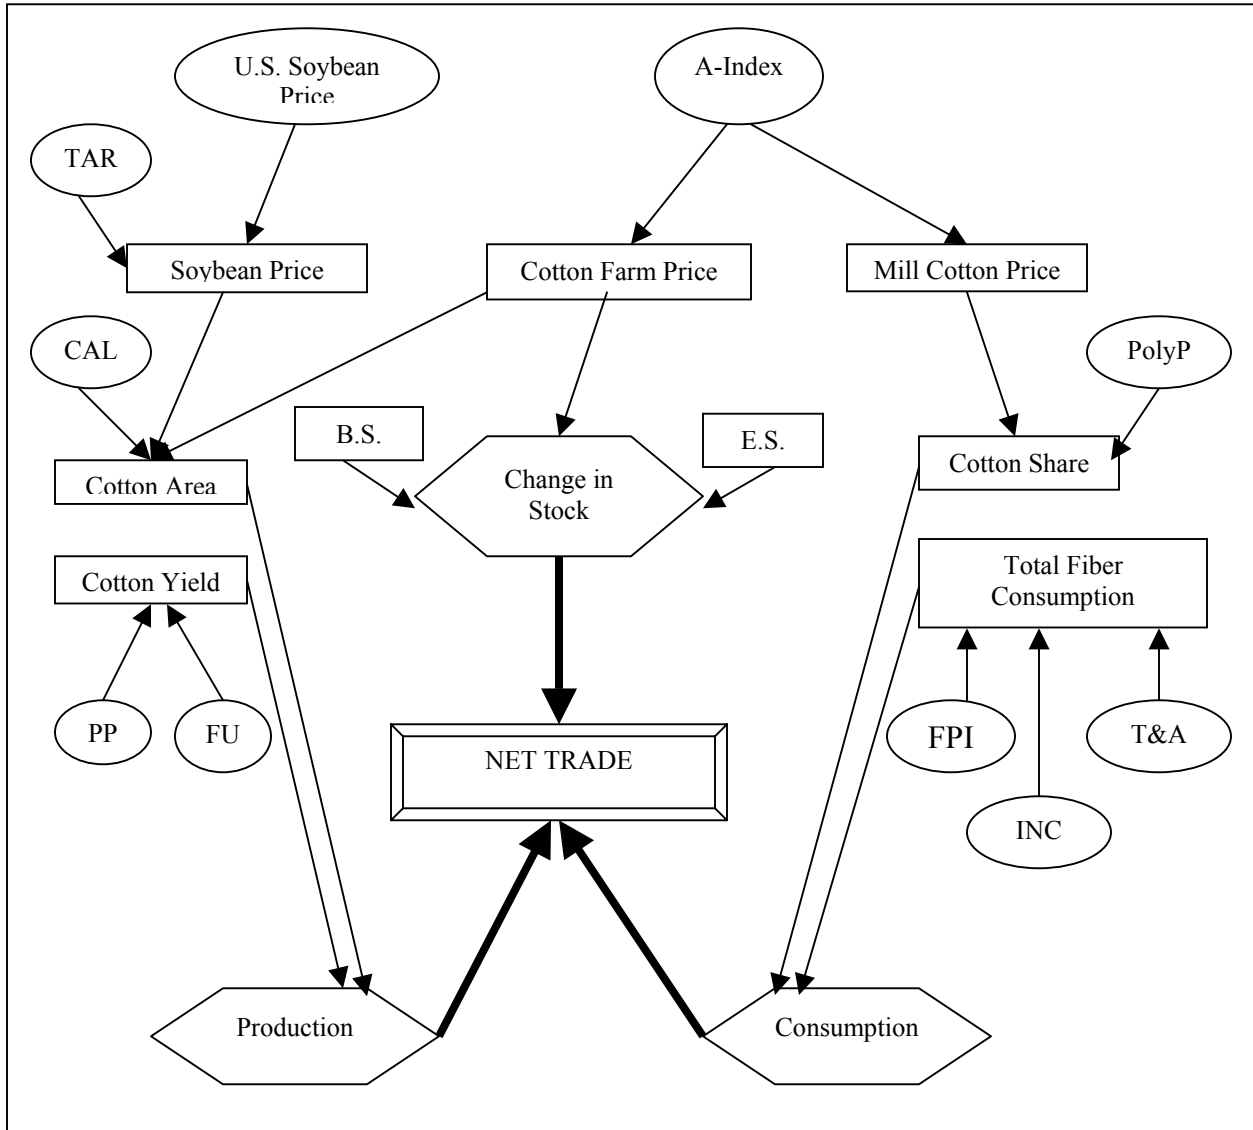 U.S. Soybean
Price
A-Index
TAR
Soybean Price
Cotton Farm Price
Mill Cotton Price
CAL
PolyP
B.S.
E.S.
Cotton Area
Change in
Stock
Cotton Share
Cotton Yield
Total Fiber
Consumption
PP
FU
FPI
T&A
NET TRADE
INC
Production
Consumption